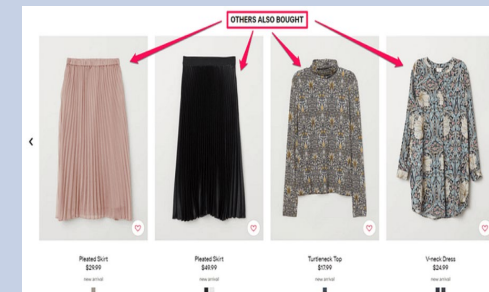 OTHERS ALSO BOUGHT
Pleated Skirt
$29.99
new arrival
Pleated Skirt
$49.99
new arrival
Turtleneck Top
$17.99
new arrival
V-neck Dress
$24.99
new arrival